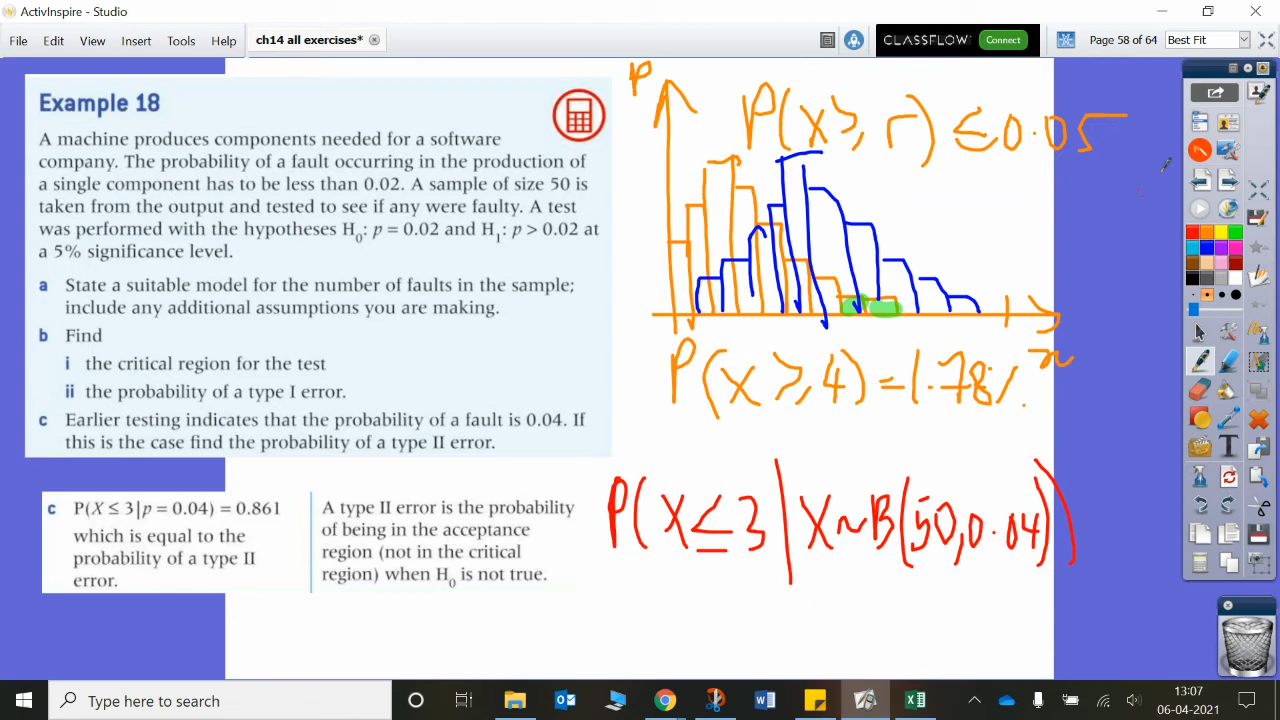 ActivInspire - Studio
File Edit View Insert Tools Help
ch14 all exercises*
CLASSFLOW Connect
Page 58 of 64
Best Fit
Example 18
A machine produces components needed for a software
company. The probability of a fault occurring in the production of
a single component has to be less than 0.02. A sample of size 50 is
taken from the output and tested to see if any were faulty. A test
was performed with the hypotheses H₀: p = 0.02 and H₁: p > 0.02 at
a 5% significance level.
a State a suitable model for the number of faults in the sample;
include any additional assumptions you are making.
b Find
i the critical region for the test
ii the probability of a type I error.
c Earlier testing indicates that the probability of a fault is 0.04. If
this is the case find the probability of a type II error.
P
P(X ≥ r) ≤ 0.05
x
P(X ≥ 4) = 1.78%
c P(X ≤ 3|p = 0.04) = 0.861
which is equal to the
probability of a type II
error.
A type II error is the probability
of being in the acceptance
region (not in the critical
region) when H₀ is not true.
P(X ≤ 3 | X ~ B(50, 0.04))
T
Type here to search
13:07
06-04-2021